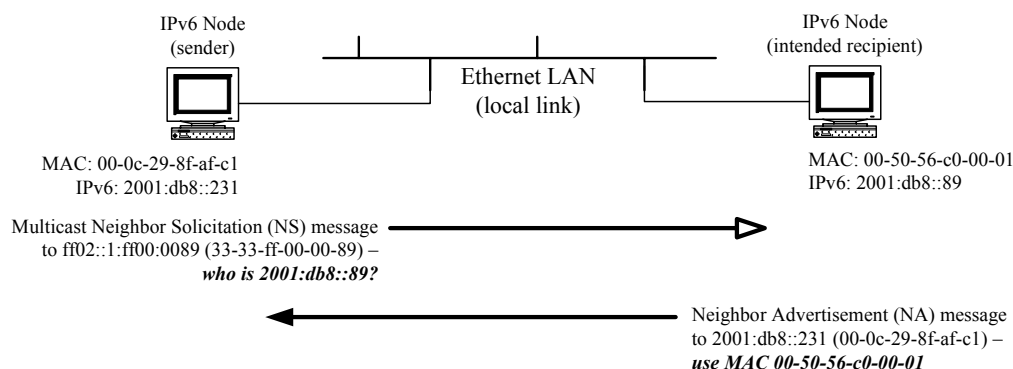 IPv6 Node
(sender)
IPv6 Node
(intended recipient)
Ethernet LAN
(local link)
MAC: 00-0c-29-8f-af-c1
IPv6: 2001:db8::231
MAC: 00-50-56-c0-00-01
IPv6: 2001:db8::89
Multicast Neighbor Solicitation (NS) message
to ff02::1:ff00:0089 (33-33-ff-00-00-89) –
who is 2001:db8::89?
Neighbor Advertisement (NA) message
to 2001:db8::231 (00-0c-29-8f-af-c1) –
use MAC 00-50-56-c0-00-01